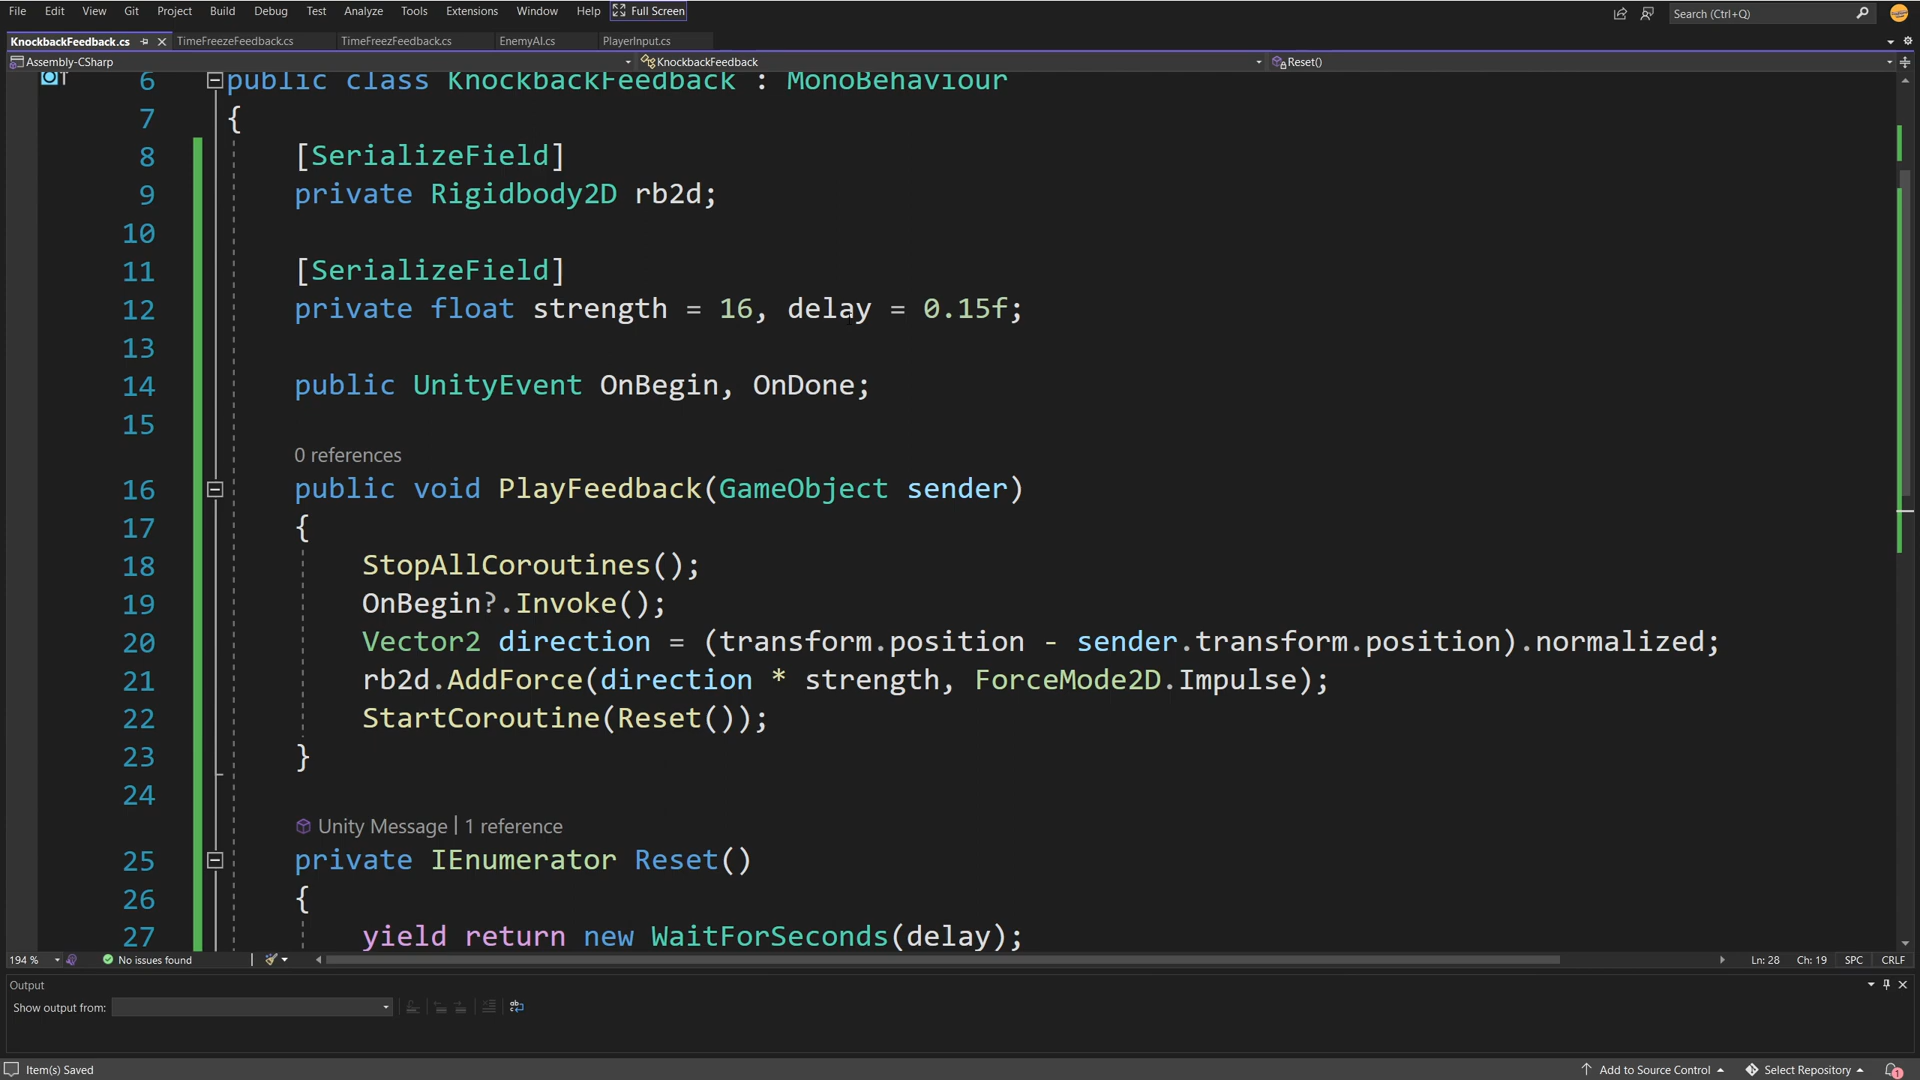 File Edit View Git Project Build Debug Test Analyze Tools Extensions Window Help Full Screen Search (Ctrl+Q)
KnockbackFeedback.cs TimeFreezeFeedback.cs TimeFreezFeedback.cs EnemyAI.cs PlayerInput.cs
Assembly-CSharp KnockbackFeedback Reset()
6 public class KnockbackFeedback : MonoBehaviour
7 {
8 [SerializeField]
9 private Rigidbody2D rb2d;
10
11 [SerializeField]
12 private float strength = 16, delay = 0.15f;
13
14 public UnityEvent OnBegin, OnDone;
15
0 references
16 public void PlayFeedback(GameObject sender)
17 {
18 StopAllCoroutines();
19 OnBegin?.Invoke();
20 Vector2 direction = (transform.position - sender.transform.position).normalized;
21 rb2d.AddForce(direction * strength, ForceMode2D.Impulse);
22 StartCoroutine(Reset());
23 }
24
Unity Message | 1 reference
25 private IEnumerator Reset()
26 {
27 yield return new WaitForSeconds(delay);
194 % No issues found Ln: 28 Ch: 19 SPC CRLF
Output
Show output from:
Item(s) Saved Add to Source Control Select Repository 1